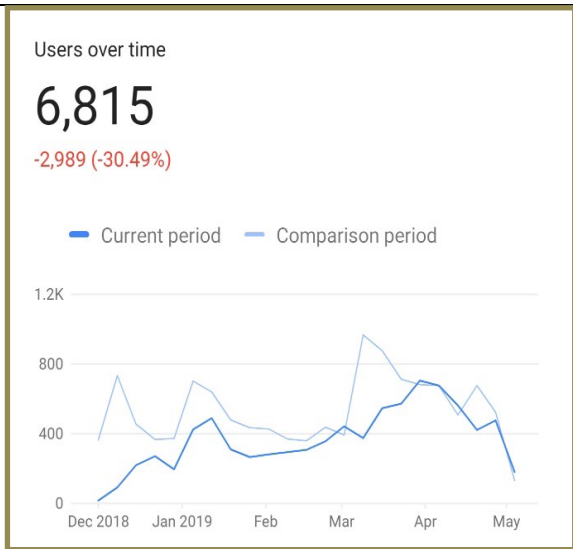 Users over time
6,815
-2,989 (-30.49%)
Current period Comparison period
1.2K
800
400
0
Dec 2018 Jan 2019 Feb Mar Apr May